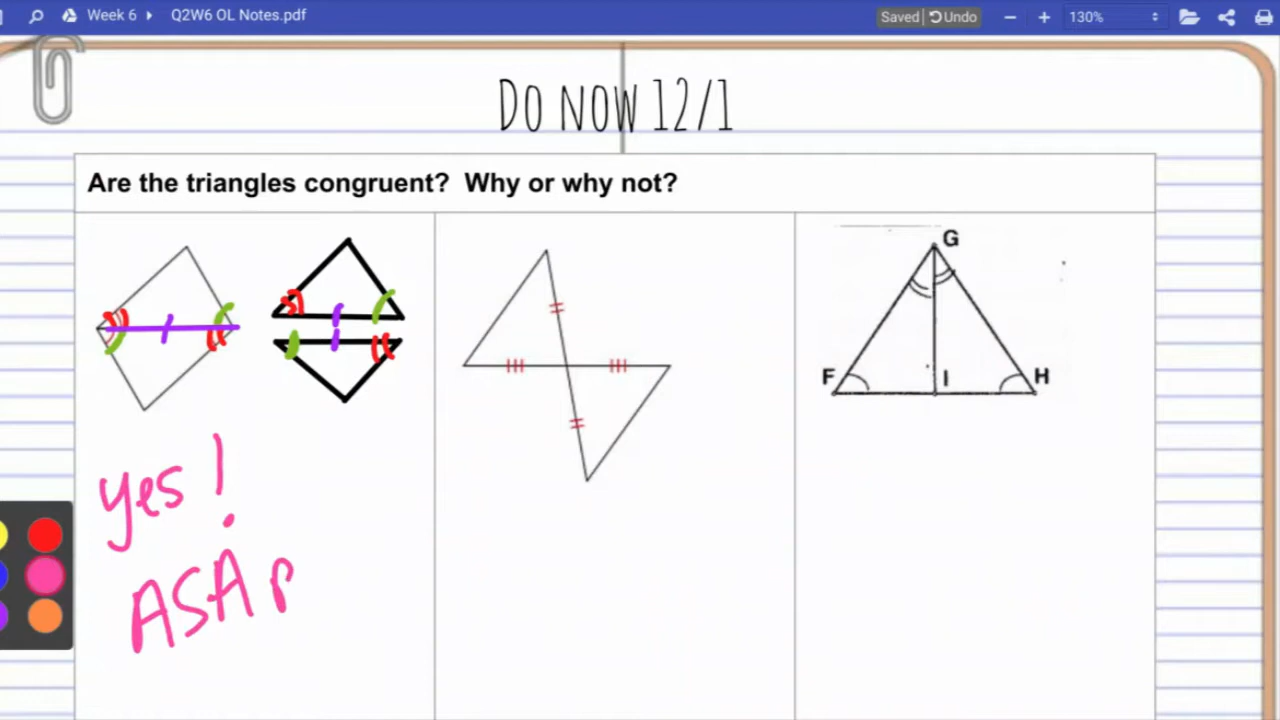 Week 6 Q2W6 OL Notes.pdf Saved Undo 130%
DO NOW 12/1
Are the triangles congruent? Why or why not?
G
F I H
yes!
ASA